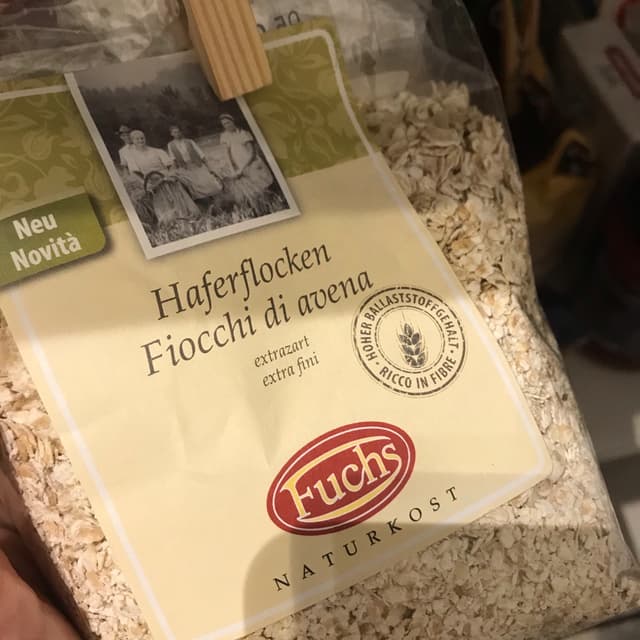 Neu
Novità
Haferflocken
Fiocchi di avena
extrazart
extra fini
HOHER BALLASTSTOFFGEHALT
RICCO IN FIBRE
Fuchs
NATURKOST